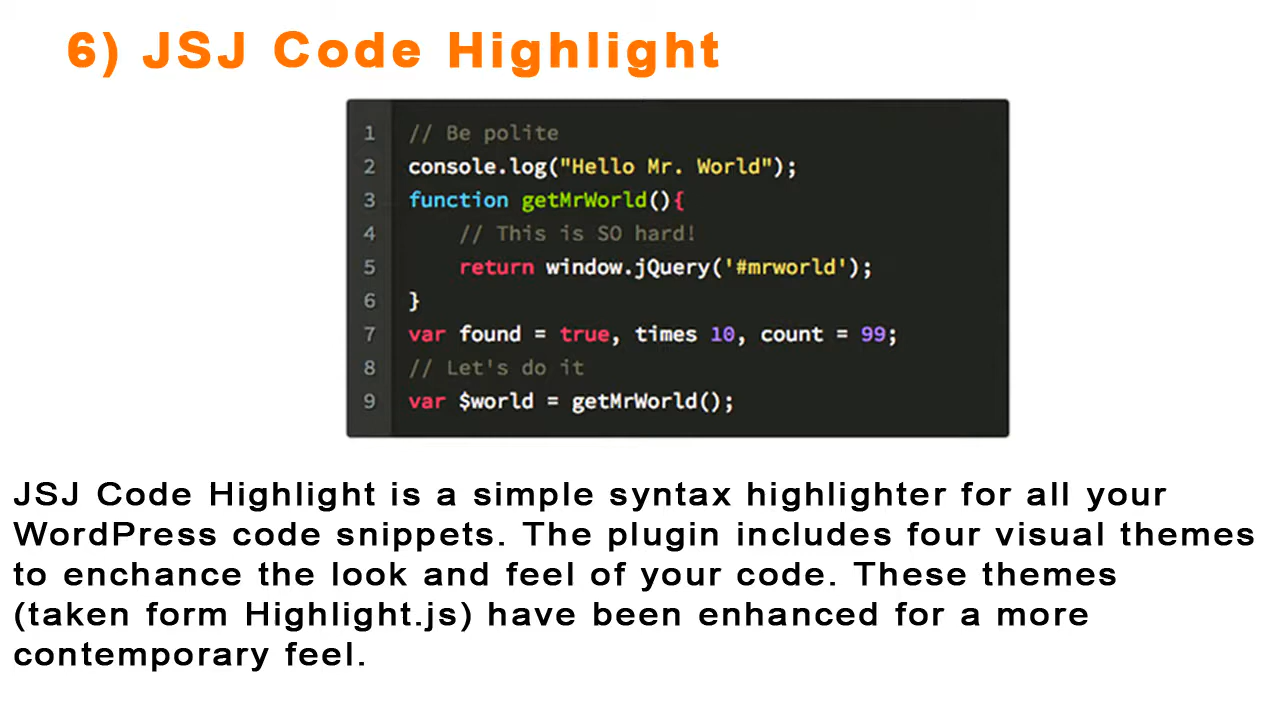 6) JSJ Code Highlight
1 // Be polite
2 console.log("Hello Mr. World");
3 function getMrWorld(){
4 // This is SO hard!
5 return window.jQuery('#mrworld');
6 }
7 var found = true, times 10, count = 99;
8 // Let's do it
9 var $world = getMrWorld();
JSJ Code Highlight is a simple syntax highlighter for all your
WordPress code snippets. The plugin includes four visual themes
to enchance the look and feel of your code. These themes
(taken form Highlight.js) have been enhanced for a more
contemporary feel.